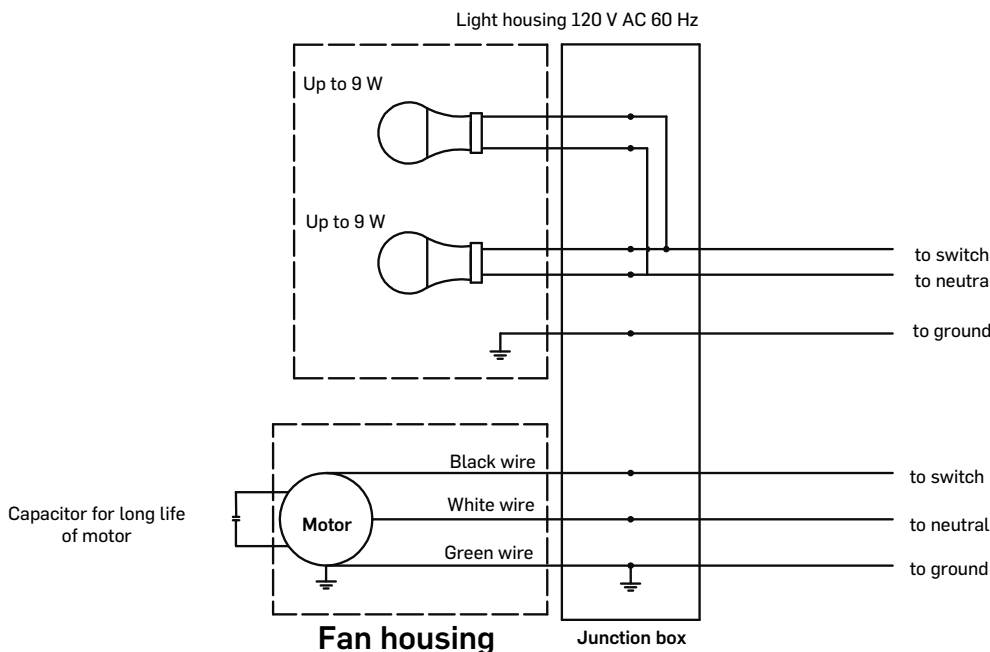 Light housing 120 V AC 60 Hz
Up to 9 W
Up to 9 W
to switch
to neutra
to ground
Black wire
to switch
Capacitor for long life
of motor
Motor
White wire
to neutral
Green wire
to ground
Fan housing
Junction box